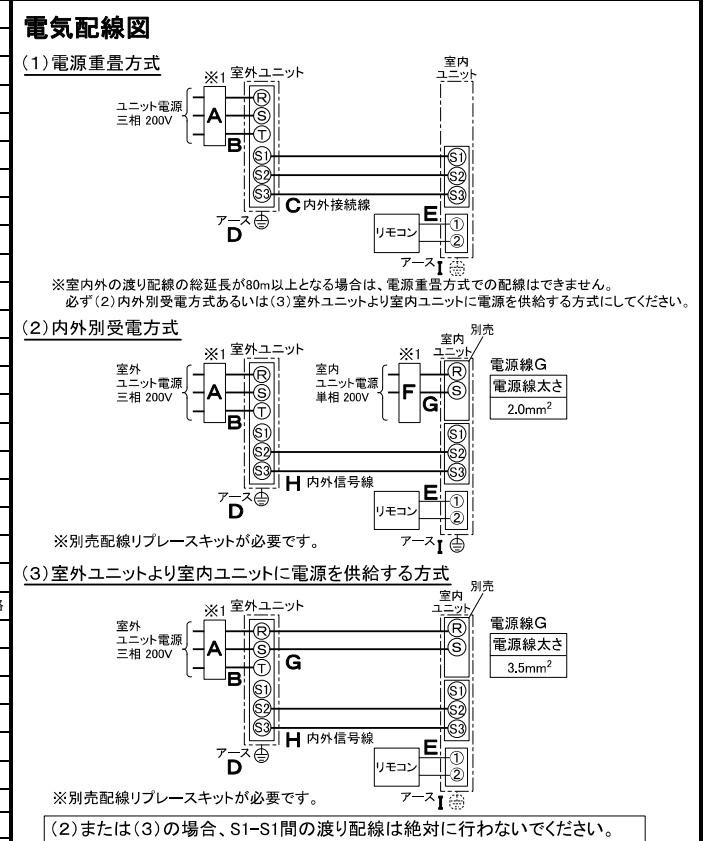 電気配線図
(1)電源重畳方式
※1
室外ユニット
室内
ユニット
ユニット電源
三相 200V
A
B
R
S
T
S1
S2
S3
S1
S2
S3
C 内外接続線
アース
D
リモコン
E
①
②
アース I
※室内外の渡り配線の総延長が80m以上となる場合は、電源重畳方式での配線はできません。
必ず(2)内外別受電方式あるいは(3)室外ユニットより室内ユニットに電源を供給する方式にしてください。
(2)内外別受電方式
※1
室外ユニット
室外
ユニット電源
三相 200V
A
B
R
S
T
S1
S2
S3
※1
室内
ユニット
別売
室内
ユニット電源
単相 200V
F
G
R
S
S1
S2
S3
電源線G
電源線太さ
2.0mm²
H 内外信号線
アース
D
リモコン
E
①
②
アース I
※別売配線リプレースキットが必要です。
(3)室外ユニットより室内ユニットに電源を供給する方式
※1
室外ユニット
室内
ユニット
別売
室外
ユニット電源
三相 200V
A
B
R
S
T
S1
S2
S3
G
R
S
S1
S2
S3
電源線G
電源線太さ
3.5mm²
H 内外信号線
アース
D
リモコン
E
①
②
アース I
※別売配線リプレースキットが必要です。
(2)または(3)の場合、S1-S1間の渡り配線は絶対に行わないでください。